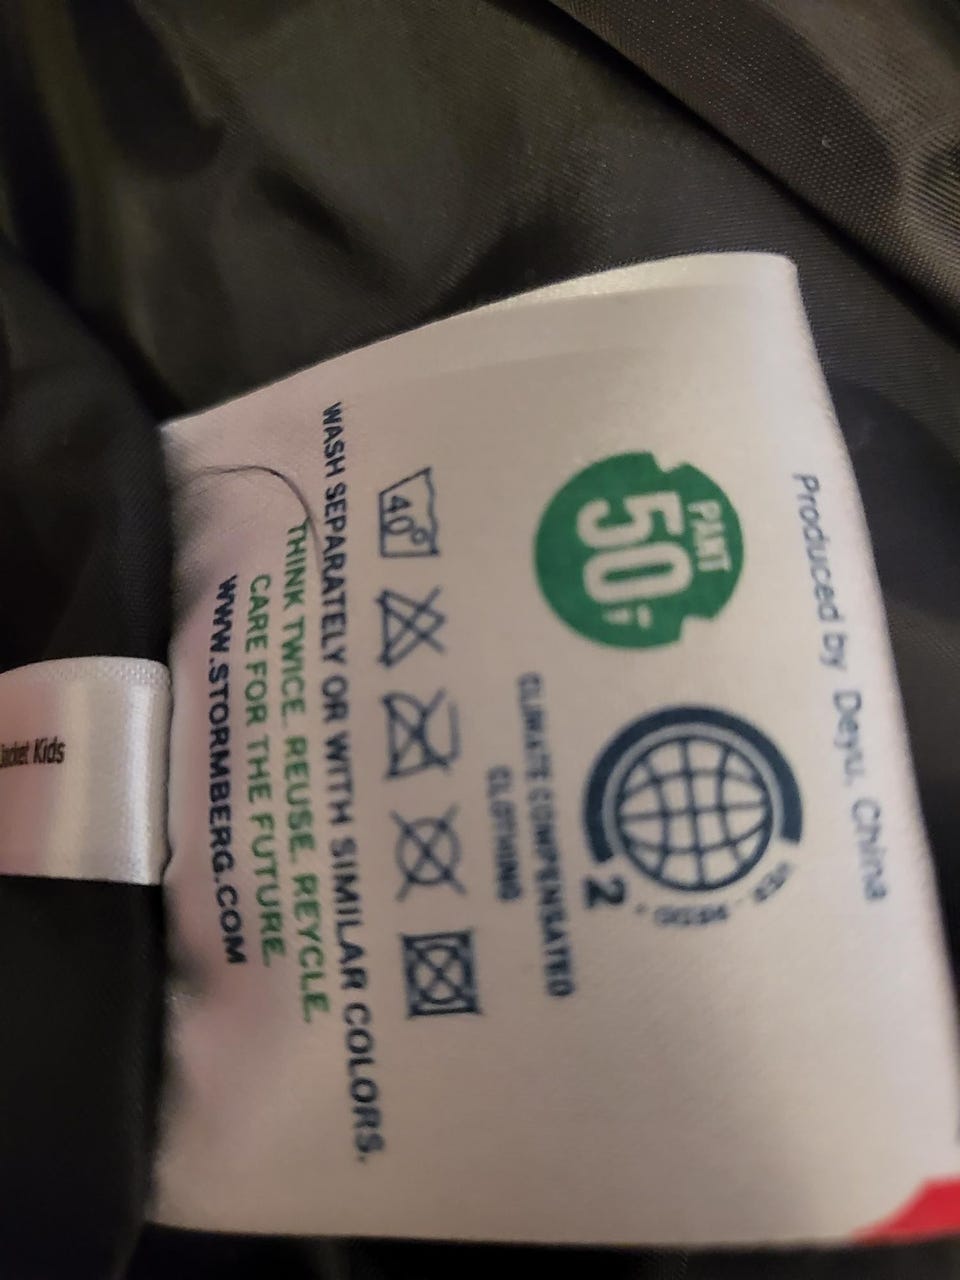 Produced by Deyu, China
PANT
50,-
2
CLIMATE COMPENSATED
CLOTHING
40°
WASH SEPARATELY OR WITH SIMILAR COLORS.
THINK TWICE. REUSE. REYCLE.
CARE FOR THE FUTURE.
WWW.STORMBERG.COM
Kids